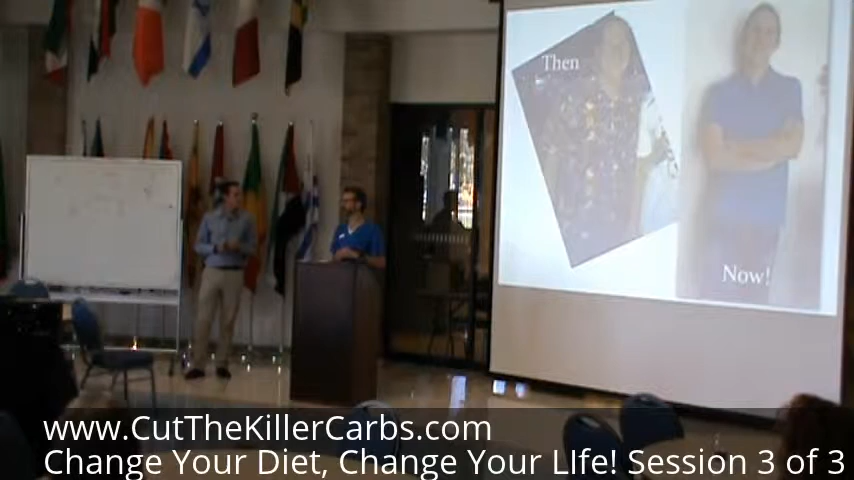 Then
Now!
www.CutTheKillerCarbs.com
Change Your Diet, Change Your LIfe! Session 3 of 3